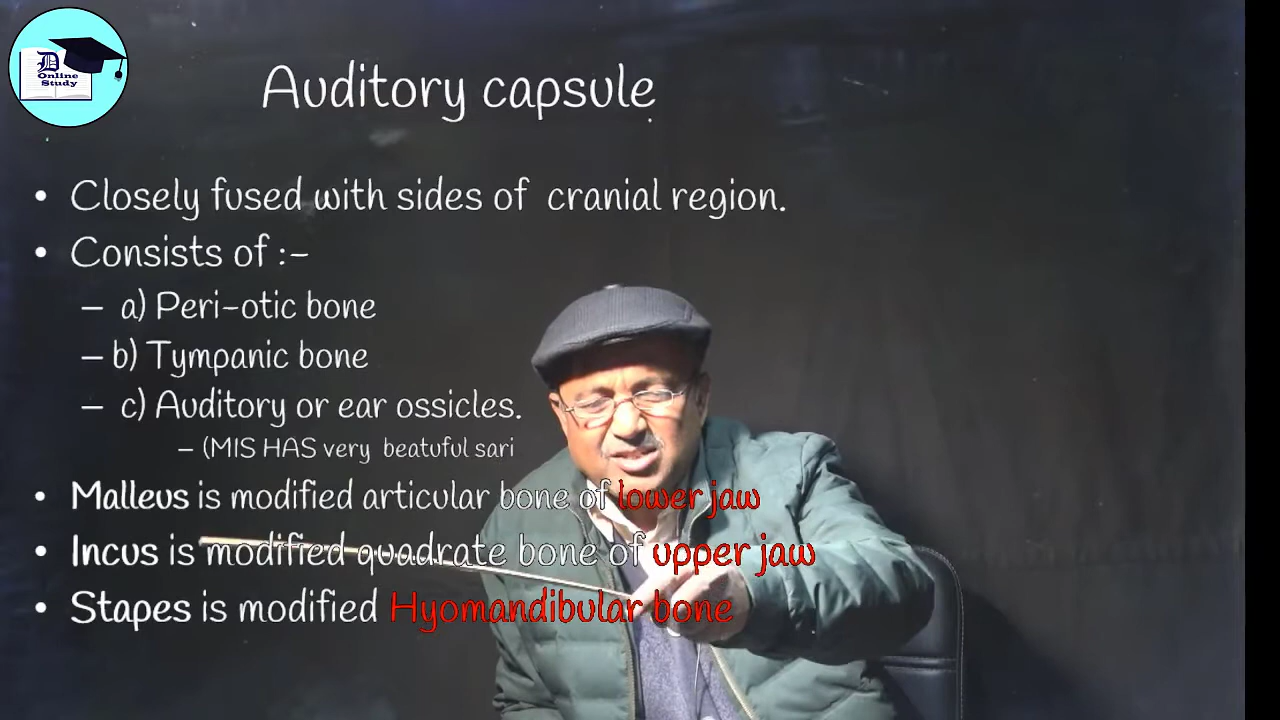 D
Online
Study
Auditory capsule
• Closely fused with sides of cranial region.
• Consists of :-
– a) Peri-otic bone
– b) Tympanic bone
– c) Auditory or ear ossicles.
– (MIS HAS very beatuful sari
• Malleus is modified articular bone of lower jaw
• Incus is modified quadrate bone of upper jaw
• Stapes is modified Hyomandibular bone